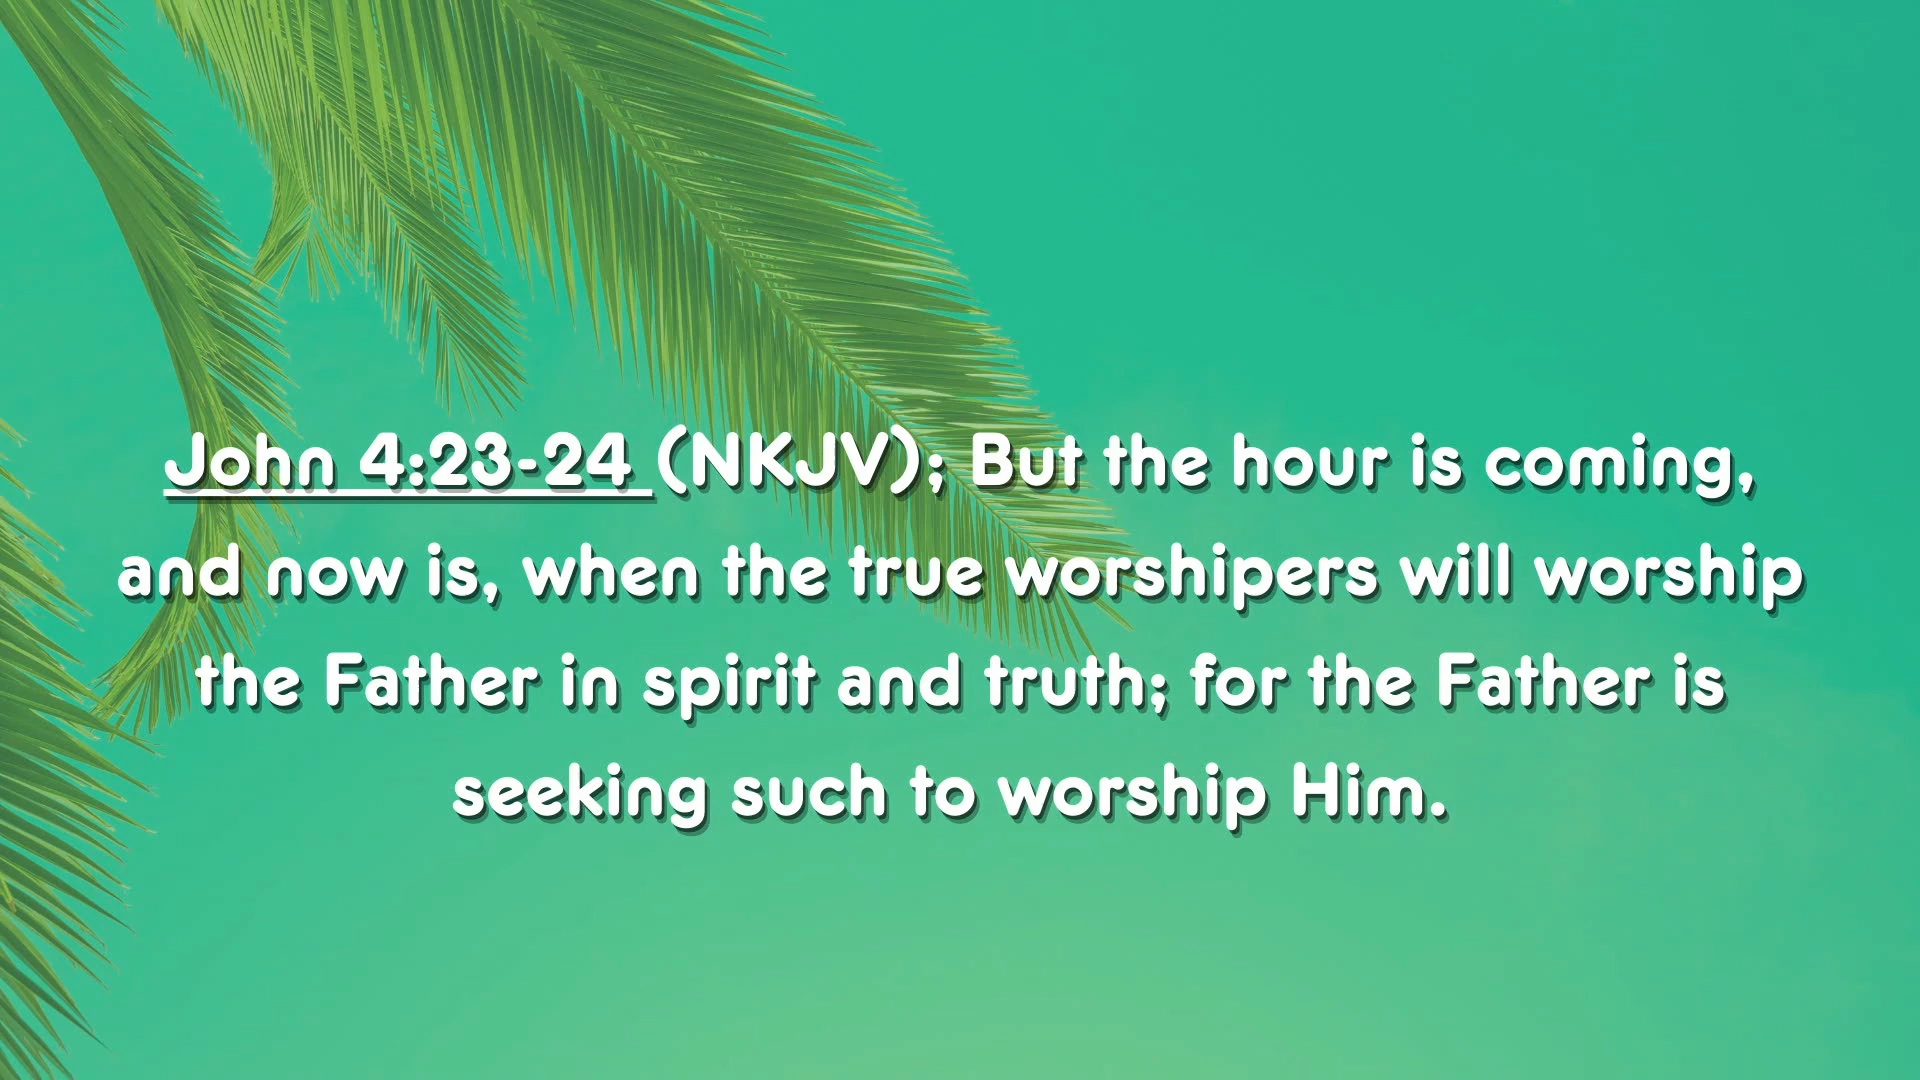 John 4:23-24 (NKJV); But the hour is coming,
and now is, when the true worshipers will worship
the Father in spirit and truth; for the Father is
seeking such to worship Him.